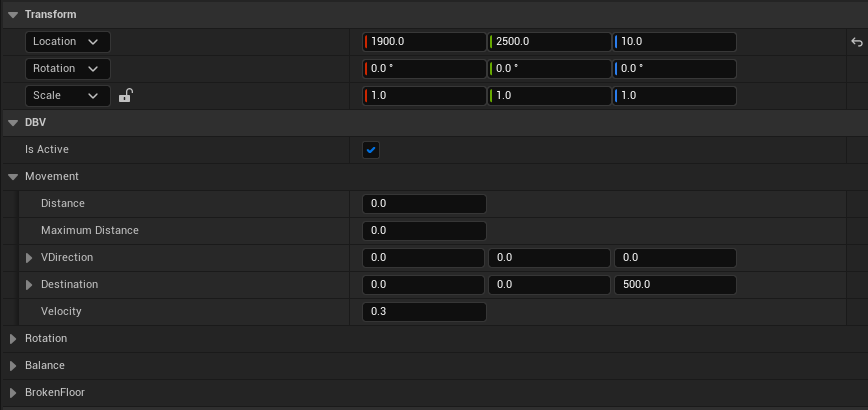 Transform
Location 1900.0 2500.0 10.0
Rotation 0.0 ° 0.0 ° 0.0 °
Scale 1.0 1.0 1.0
DBV
Is Active
Movement
Distance 0.0
Maximum Distance 0.0
VDirection 0.0 0.0 0.0
Destination 0.0 0.0 500.0
Velocity 0.3
Rotation
Balance
BrokenFloor